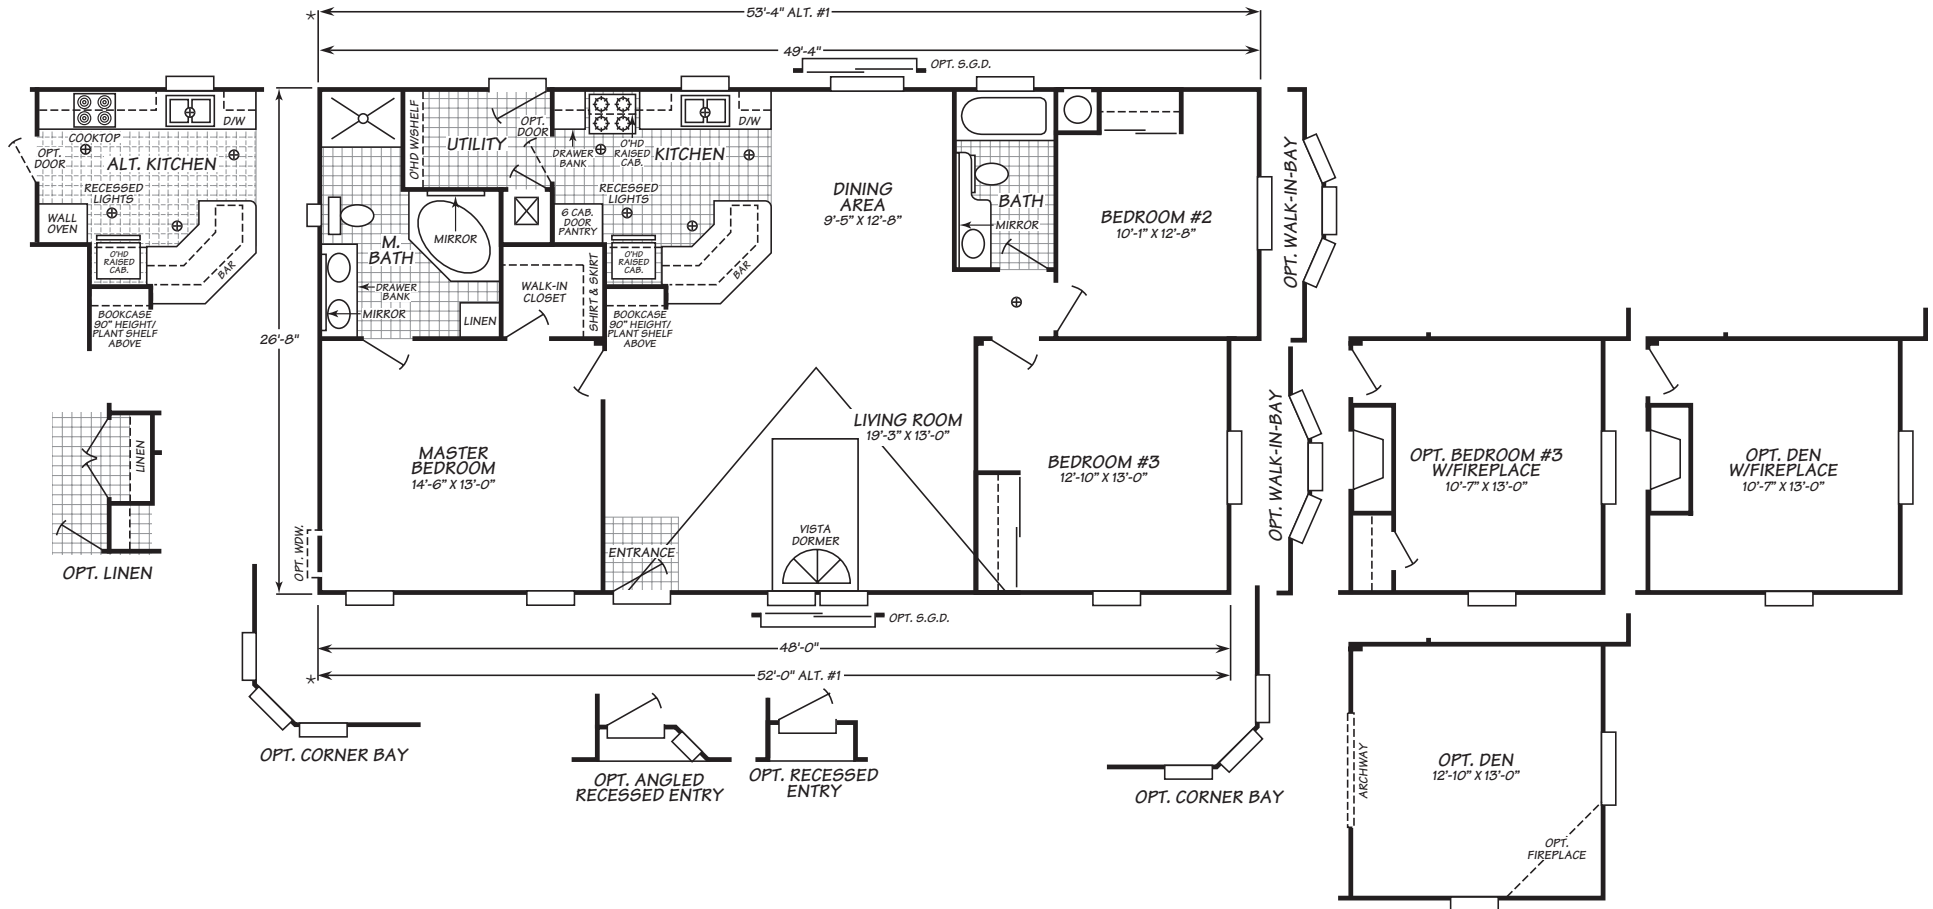 * 53'-4" ALT. #1
49'-4"
OPT. S.G.D.
COOKTOP
D/W
OPT.
DOOR
ALT. KITCHEN
RECESSED
LIGHTS
WALL
OVEN
O'HD
RAISED
CAB.
BAR
BOOKCASE
90" HEIGHT/
PLANT SHELF
ABOVE
26'-8"
O'HD W/SHELF
UTILITY
OPT.
DOOR
DRAWER
BANK
O'HD
RAISED
CAB.
KITCHEN
D/W
RECESSED
LIGHTS
6 CAB.
DOOR
PANTRY
O'HD
RAISED
CAB.
BAR
BOOKCASE
90" HEIGHT/
PLANT SHELF
ABOVE
MIRROR
M.
BATH
DRAWER
BANK
MIRROR
LINEN
WALK-IN
CLOSET
SHIRT & SKIRT
DINING
AREA
9'-5" X 12'-8"
BATH
MIRROR
BEDROOM #2
10'-1" X 12'-8"
OPT. WALK-IN-BAY
LINEN
OPT. LINEN
MASTER
BEDROOM
14'-6" X 13'-0"
OPT. WDW.
ENTRANCE
VISTA
DORMER
LIVING ROOM
19'-3" X 13'-0"
BEDROOM #3
12'-10" X 13'-0"
OPT. WALK-IN-BAY
OPT. BEDROOM #3
W/FIREPLACE
10'-7" X 13'-0"
OPT. DEN
W/FIREPLACE
10'-7" X 13'-0"
OPT. S.G.D.
48'-0"
* 52'-0" ALT. #1
OPT. CORNER BAY
OPT. ANGLED
RECESSED ENTRY
OPT. RECESSED
ENTRY
OPT. CORNER BAY
ARCHWAY
OPT. DEN
12'-10" X 13'-0"
OPT.
FIREPLACE